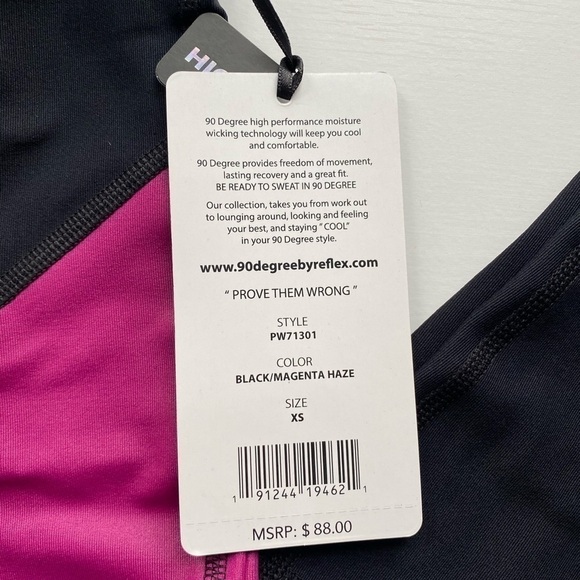 HIG
90 Degree high performance moisture
wicking technology will keep you cool
and comfortable.
90 Degree provides freedom of movement,
lasting recovery and a great fit.
BE READY TO SWEAT IN 90 DEGREE
Our collection, takes you from work out
to lounging around, looking and feeling
your best, and staying "COOL"
in your 90 Degree style.
www.90degreebyreflex.com
" PROVE THEM WRONG "
STYLE
PW71301
COLOR
BLACK/MAGENTA HAZE
SIZE
XS
1 91244 19462 1
MSRP: $ 88.00